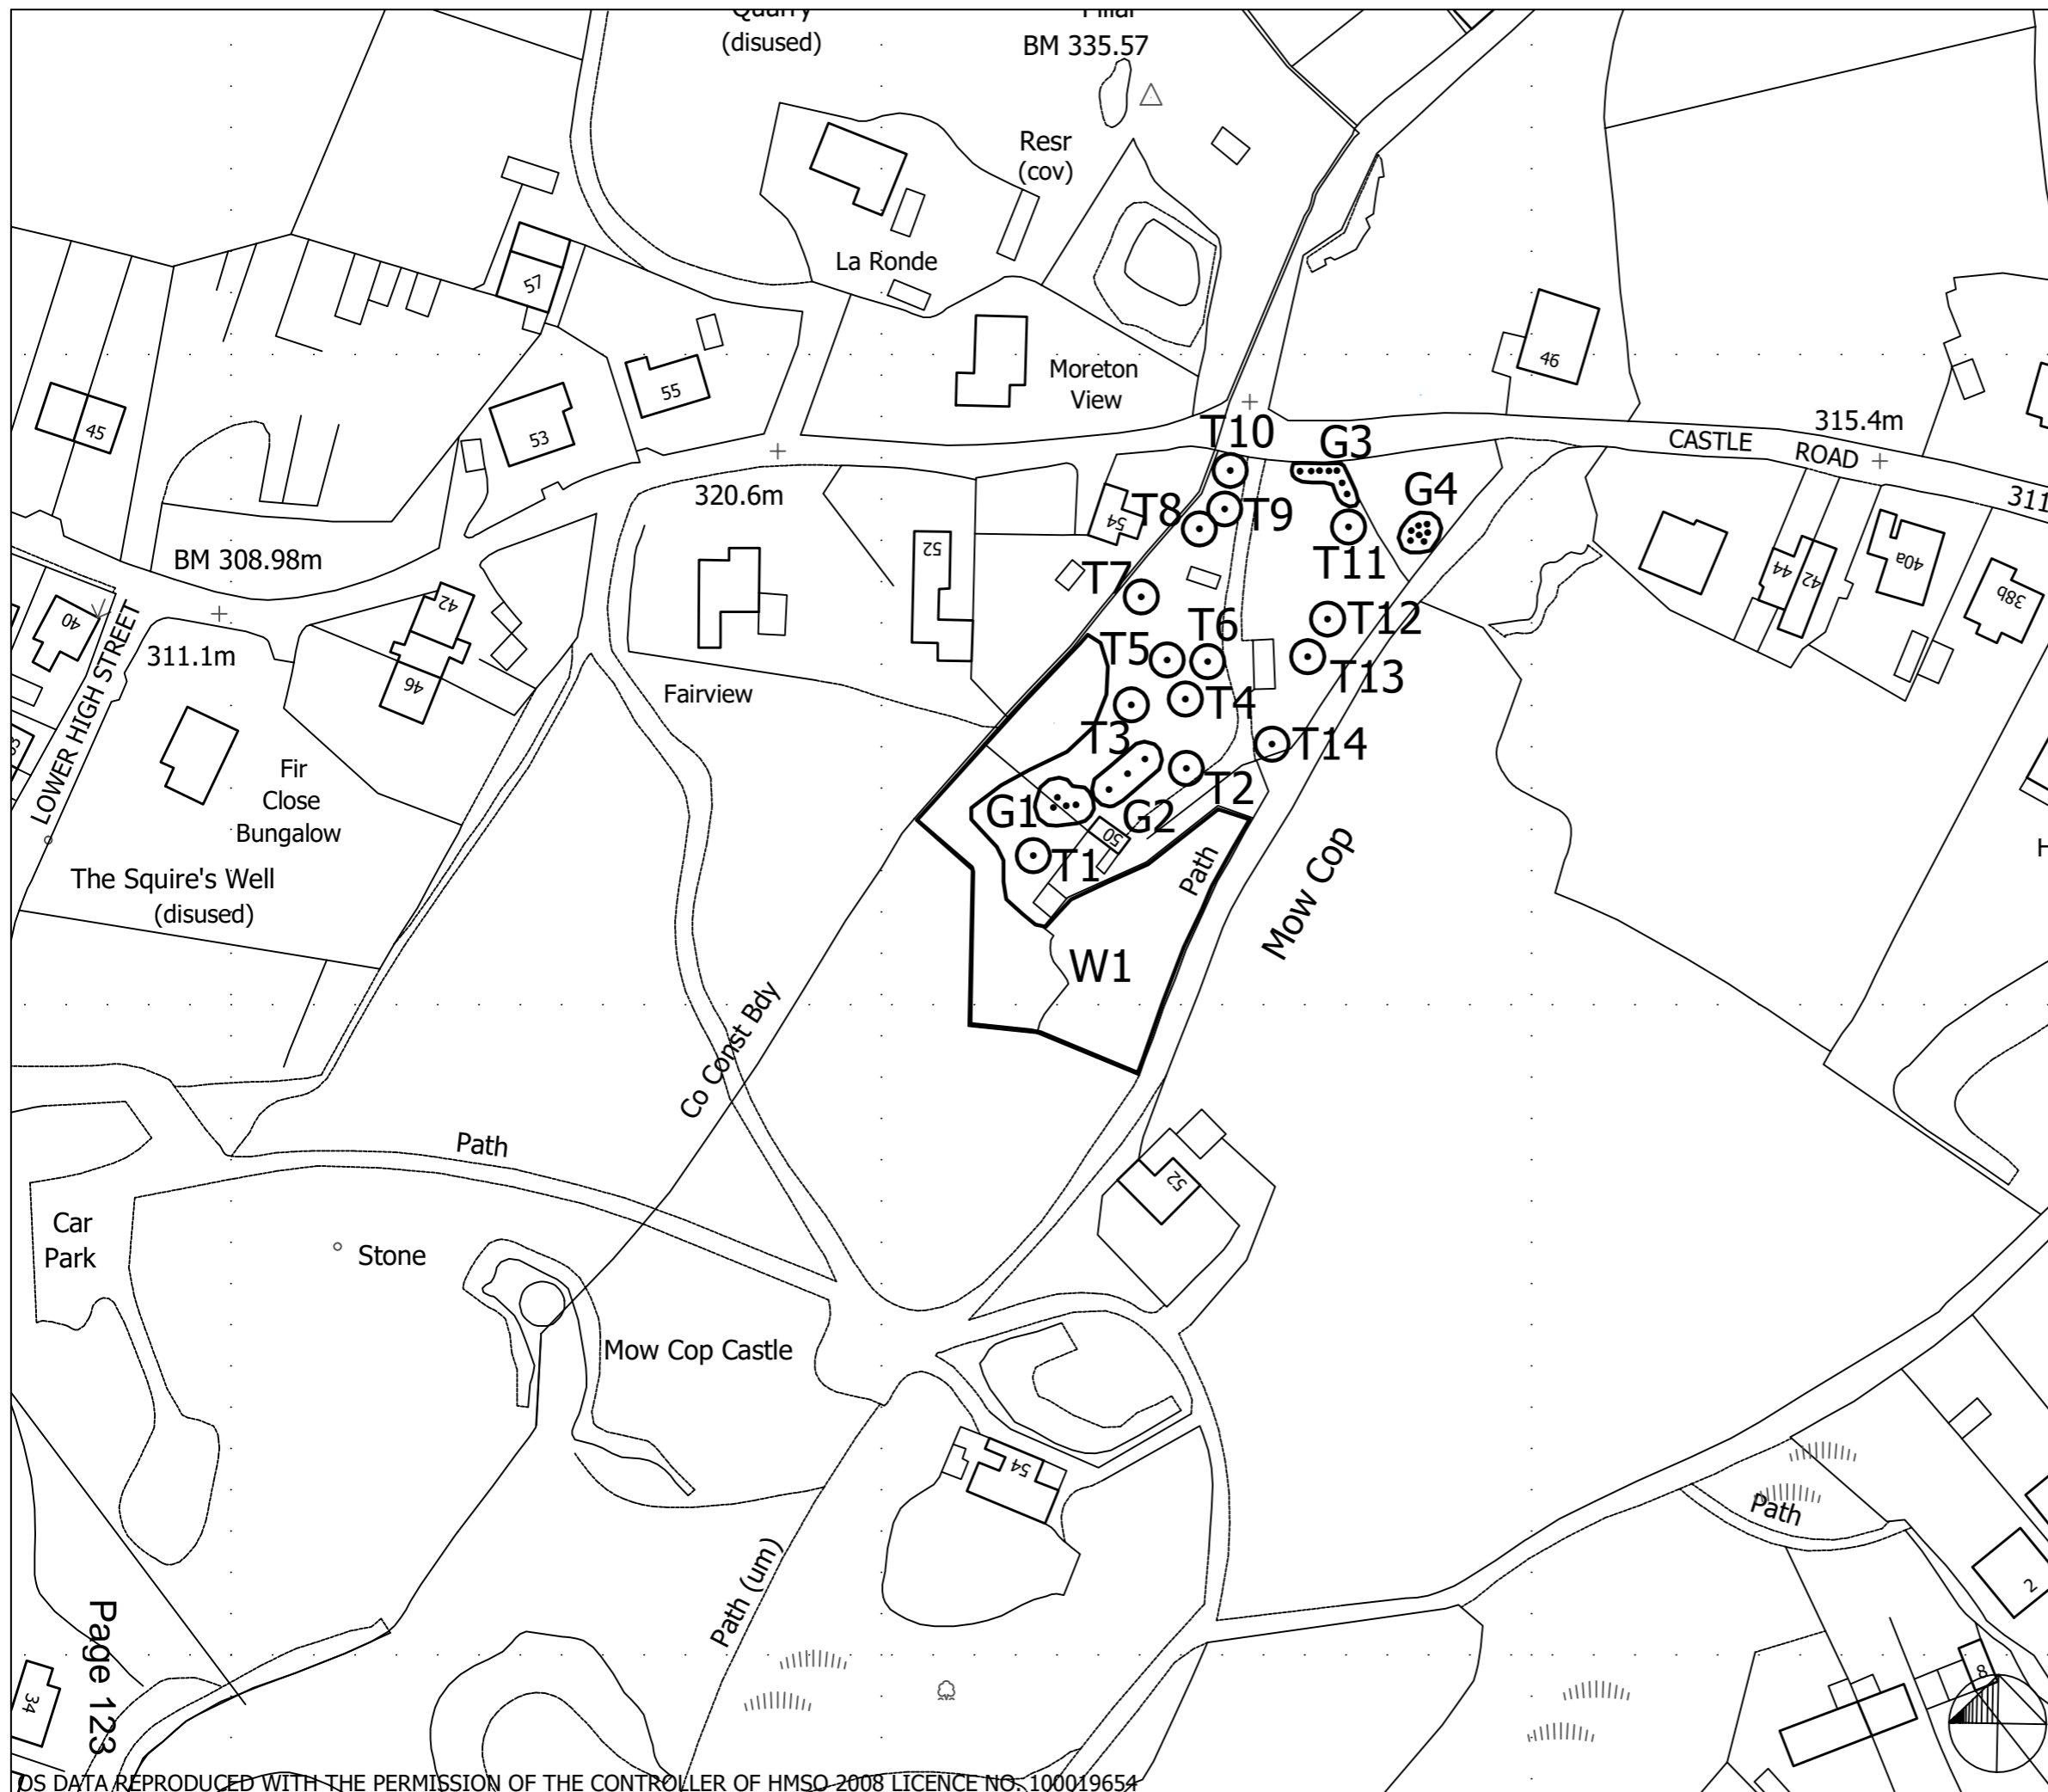 Quarry
(disused)
Pillar
BM 335.57
Resr
(cov)
La Ronde
57
46
Moreton
View
55
53
45
315.4m
CASTLE ROAD
T10
G3
320.6m
311
54
T8
T9
G4
BM 308.98m
52
T11
44
42
40a
38b
T7
40
42
T12
T6
T5
311.1m
46
T13
Fairview
T4
LOWER HIGH STREET
T3
T14
Fir
Close
Bungalow
T2
G1
G2
50
T1
Path
Mow Cop
H
The Squire's Well
(disused)
W1
Co Const Bdy
Path
52
Car
Park
Stone
Mow Cop Castle
54
Path
Path (um)
2
Page 123
8
34
OS DATA REPRODUCED WITH THE PERMISSION OF THE CONTROLLER OF HMSO 2008 LICENCE NO. 100019654